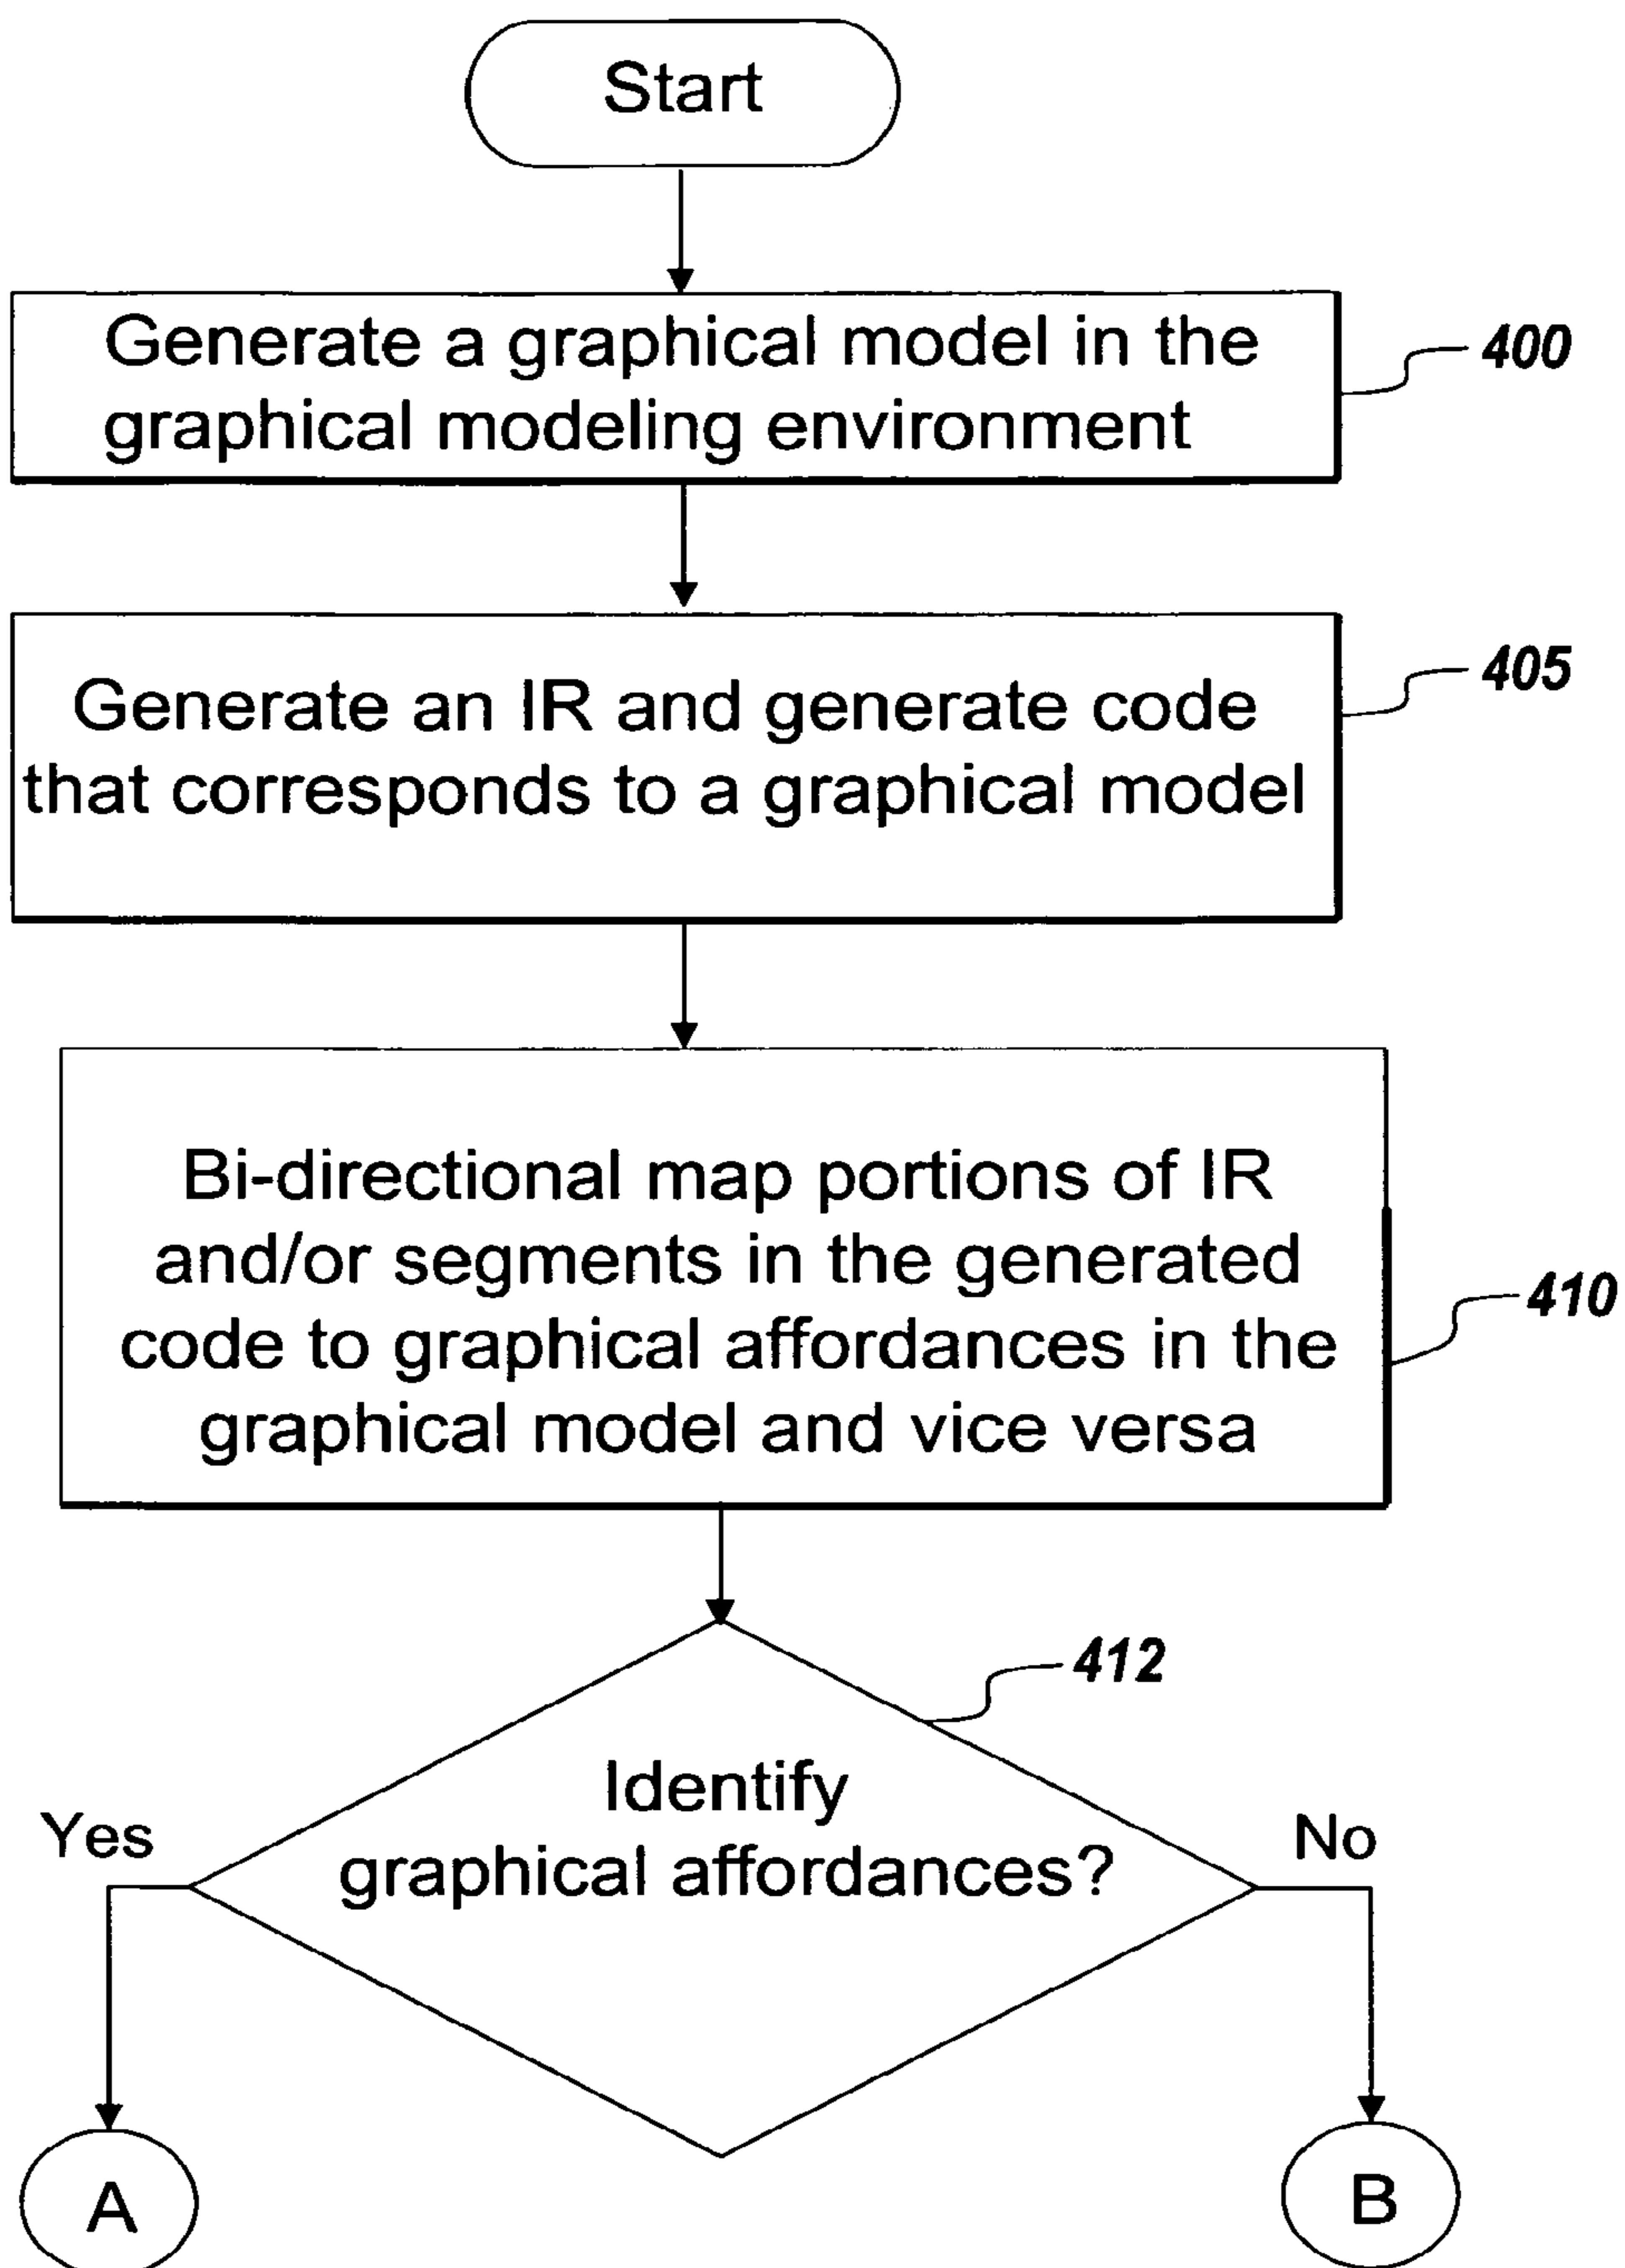 Start
Generate a graphical model in the
graphical modeling environment
400
Generate an IR and generate code
that corresponds to a graphical model
405
Bi-directional map portions of IR
and/or segments in the generated
code to graphical affordances in the
graphical model and vice versa
410
412
Identify
graphical affordances?
Yes
No
A
B